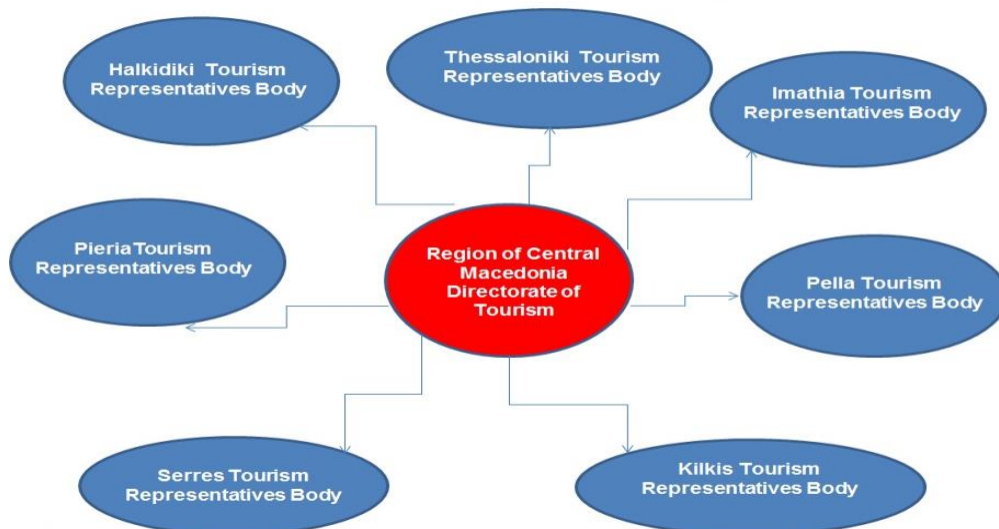 Halkidiki Tourism
Representatives Body
Thessaloniki Tourism
Representatives Body
Imathia Tourism
Representatives Body
Pieria Tourism
Representatives Body
Region of Central
Macedonia
Directorate of
Tourism
Pella Tourism
Representatives Body
Serres Tourism
Representatives Body
Kilkis Tourism
Representatives Body